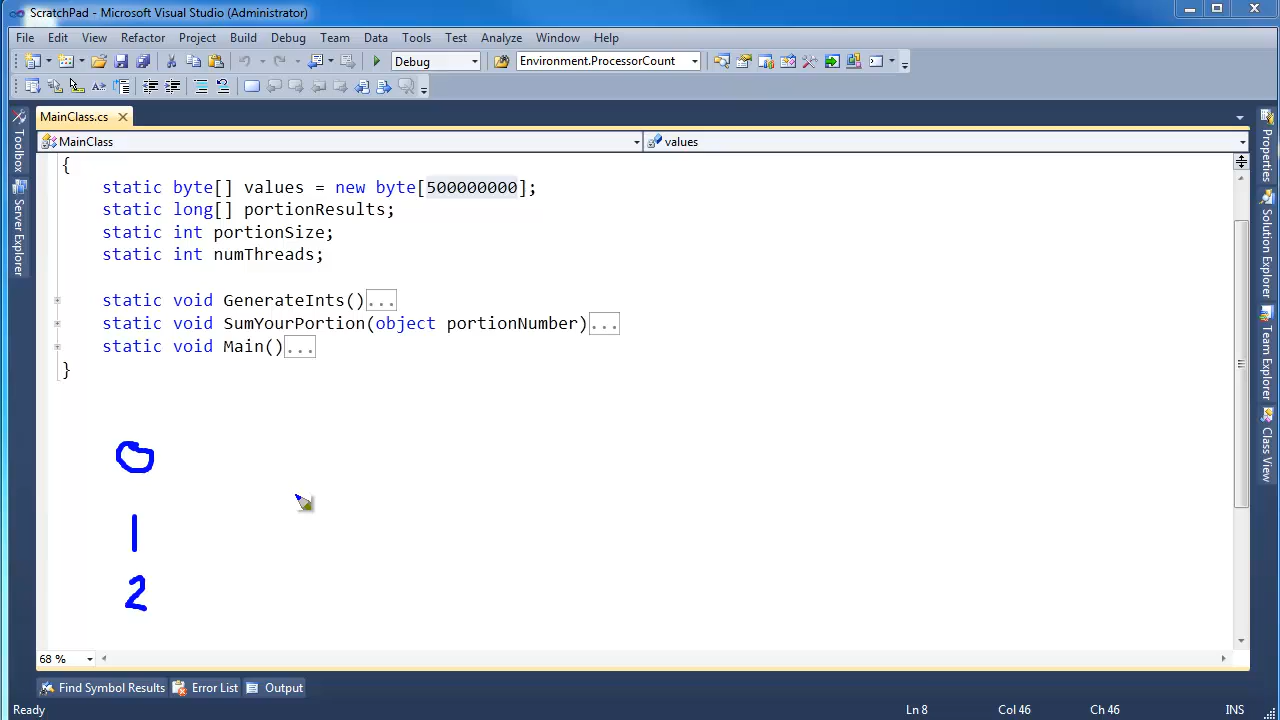 ScratchPad - Microsoft Visual Studio (Administrator)
File Edit View Refactor Project Build Debug Team Data Tools Test Analyze Window Help
Debug Environment.ProcessorCount
MainClass.cs
MainClass values
{
static byte[] values = new byte[500000000];
static long[] portionResults;
static int portionSize;
static int numThreads;
static void GenerateInts()...
static void SumYourPortion(object portionNumber)...
static void Main()...
}
0
1
2
68 %
Toolbox
Server Explorer
Properties
Solution Explorer
Team Explorer
Class View
Find Symbol Results Error List Output
Ready Ln 8 Col 46 Ch 46 INS